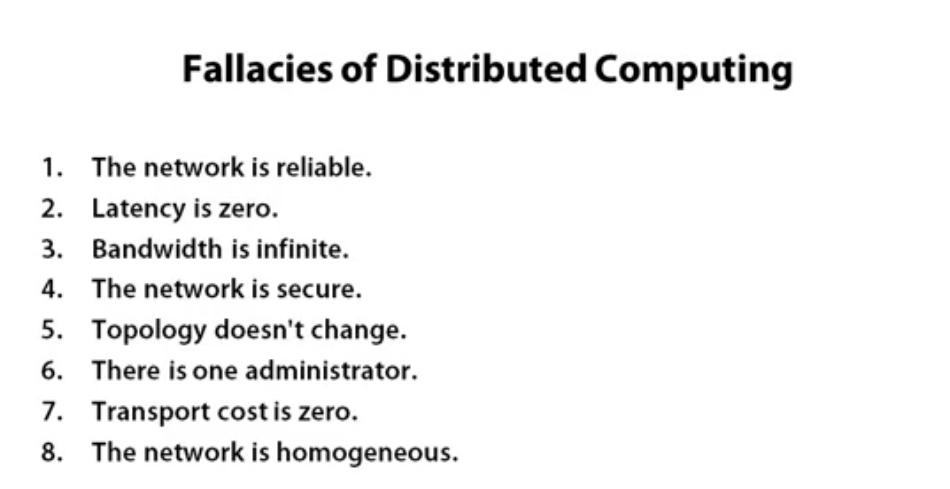 Fallacies of Distributed Computing
1. The network is reliable.
2. Latency is zero.
3. Bandwidth is infinite.
4. The network is secure.
5. Topology doesn't change.
6. There is one administrator.
7. Transport cost is zero.
8. The network is homogeneous.